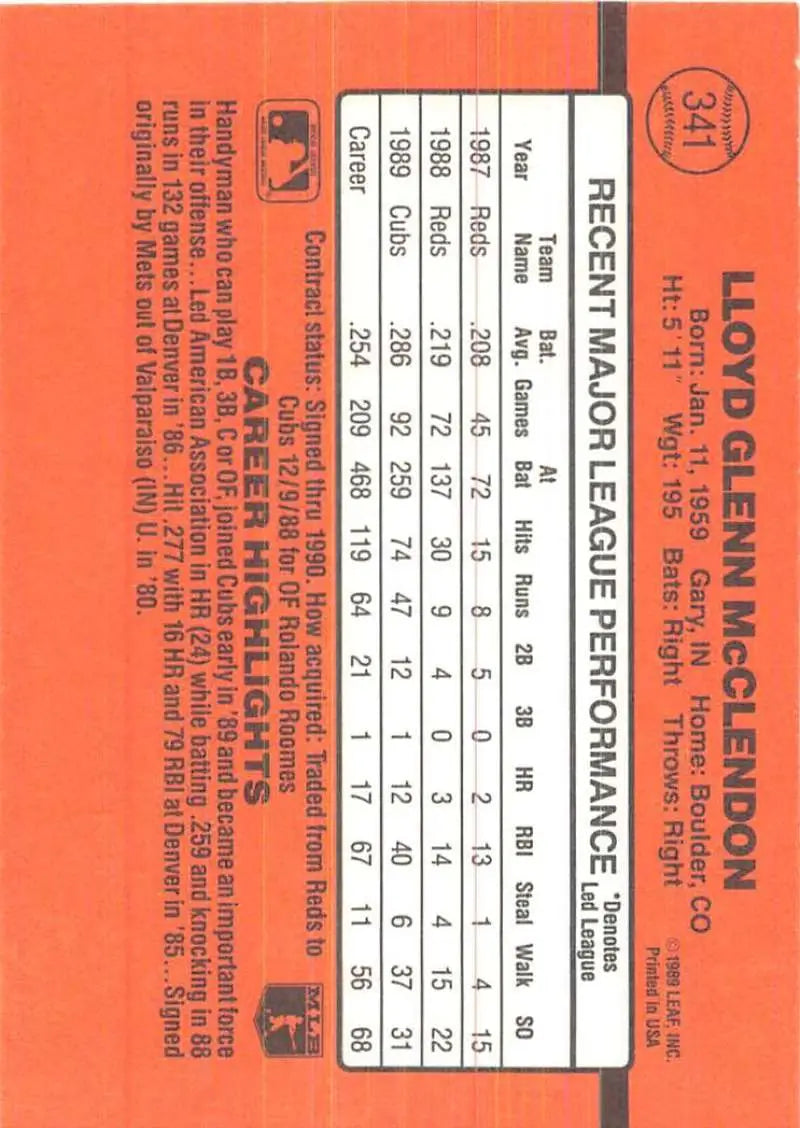 341
LLOYD GLENN McCLENDON
Born: Jan. 11, 1959 Gary, IN Home: Boulder, CO
Ht: 5 ' 11 " Wgt: 195 Bats: Right Throws: Right
© 1989 LEAF, INC.
Printed in USA
RECENT MAJOR LEAGUE PERFORMANCE *Denotes
Led League
Team Bat. At
Year Name Avg. Games Bat Hits Runs 2B 3B HR RBI Steal Walk SO
1987 Reds .208 45 72 15 8 5 0 2 13 1 4 15
1988 Reds .219 72 137 30 9 4 0 3 14 4 15 22
1989 Cubs .286 92 259 74 47 12 1 12 40 6 37 31
Career .254 209 468 119 64 21 1 17 67 11 56 68
Contract status: Signed thru 1990. How acquired: Traded from Reds to
Cubs 12/9/88 for OF Rolando Roomes
MLB
CAREER HIGHLIGHTS
Handyman who can play 1B, 3B, C or OF, joined Cubs early in '89 and became an important force
in their offense...Led American Association in HR (24) while batting .259 and knocking in 88
runs in 132 games at Denver in '86...Hit .277 with 16 HR and 79 RBI at Denver in '85...Signed
originally by Mets out of Valparaiso (IN) U. in '80.